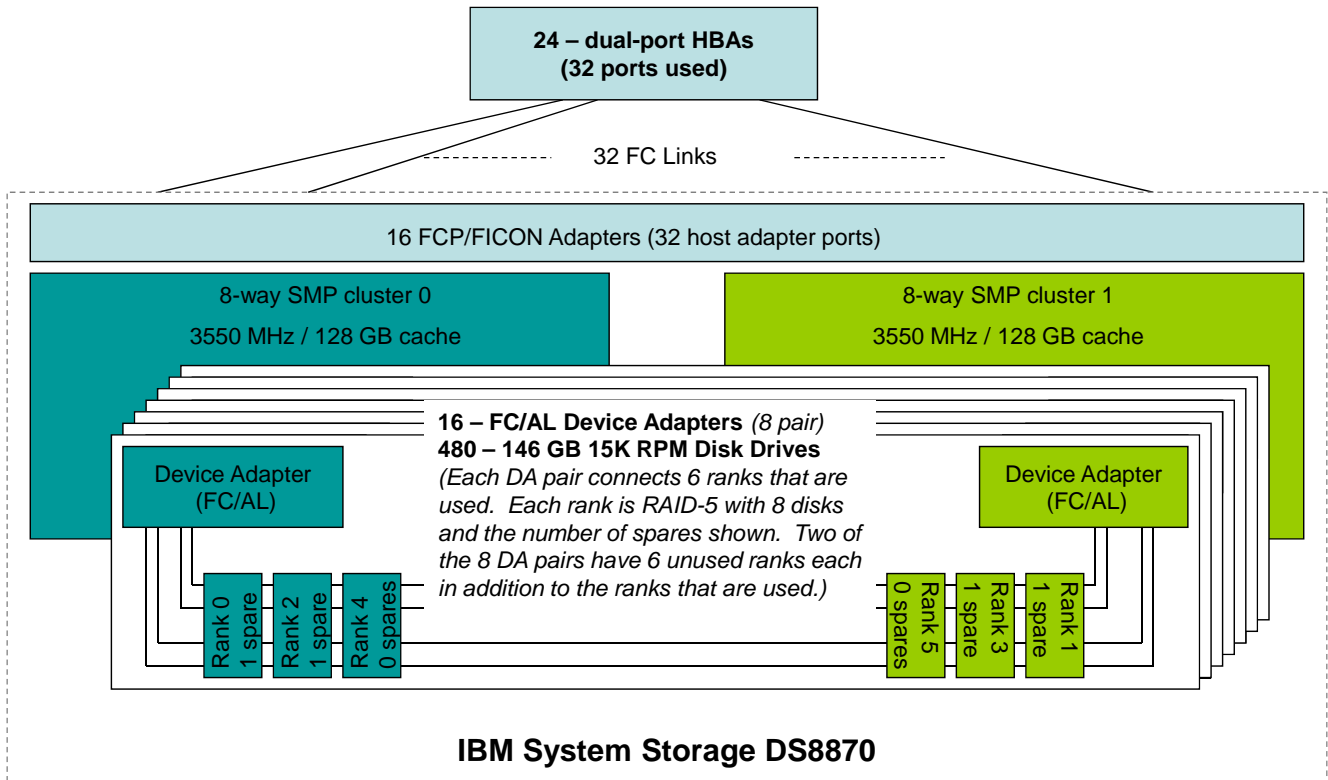 24 – dual-port HBAs
(32 ports used)
32 FC Links
16 FCP/FICON Adapters (32 host adapter ports)
8-way SMP cluster 0
3550 MHz / 128 GB cache
8-way SMP cluster 1
3550 MHz / 128 GB cache
16 – FC/AL Device Adapters (8 pair)
480 – 146 GB 15K RPM Disk Drives
(Each DA pair connects 6 ranks that are
used. Each rank is RAID-5 with 8 disks
and the number of spares shown. Two of
the 8 DA pairs have 6 unused ranks each
in addition to the ranks that are used.)
Device Adapter
(FC/AL)
Device Adapter
(FC/AL)
Rank 0
1 spare
Rank 2
1 spare
Rank 4
0 spares
Rank 5
0 spares
Rank 3
1 spare
Rank 1
1 spare
IBM System Storage DS8870